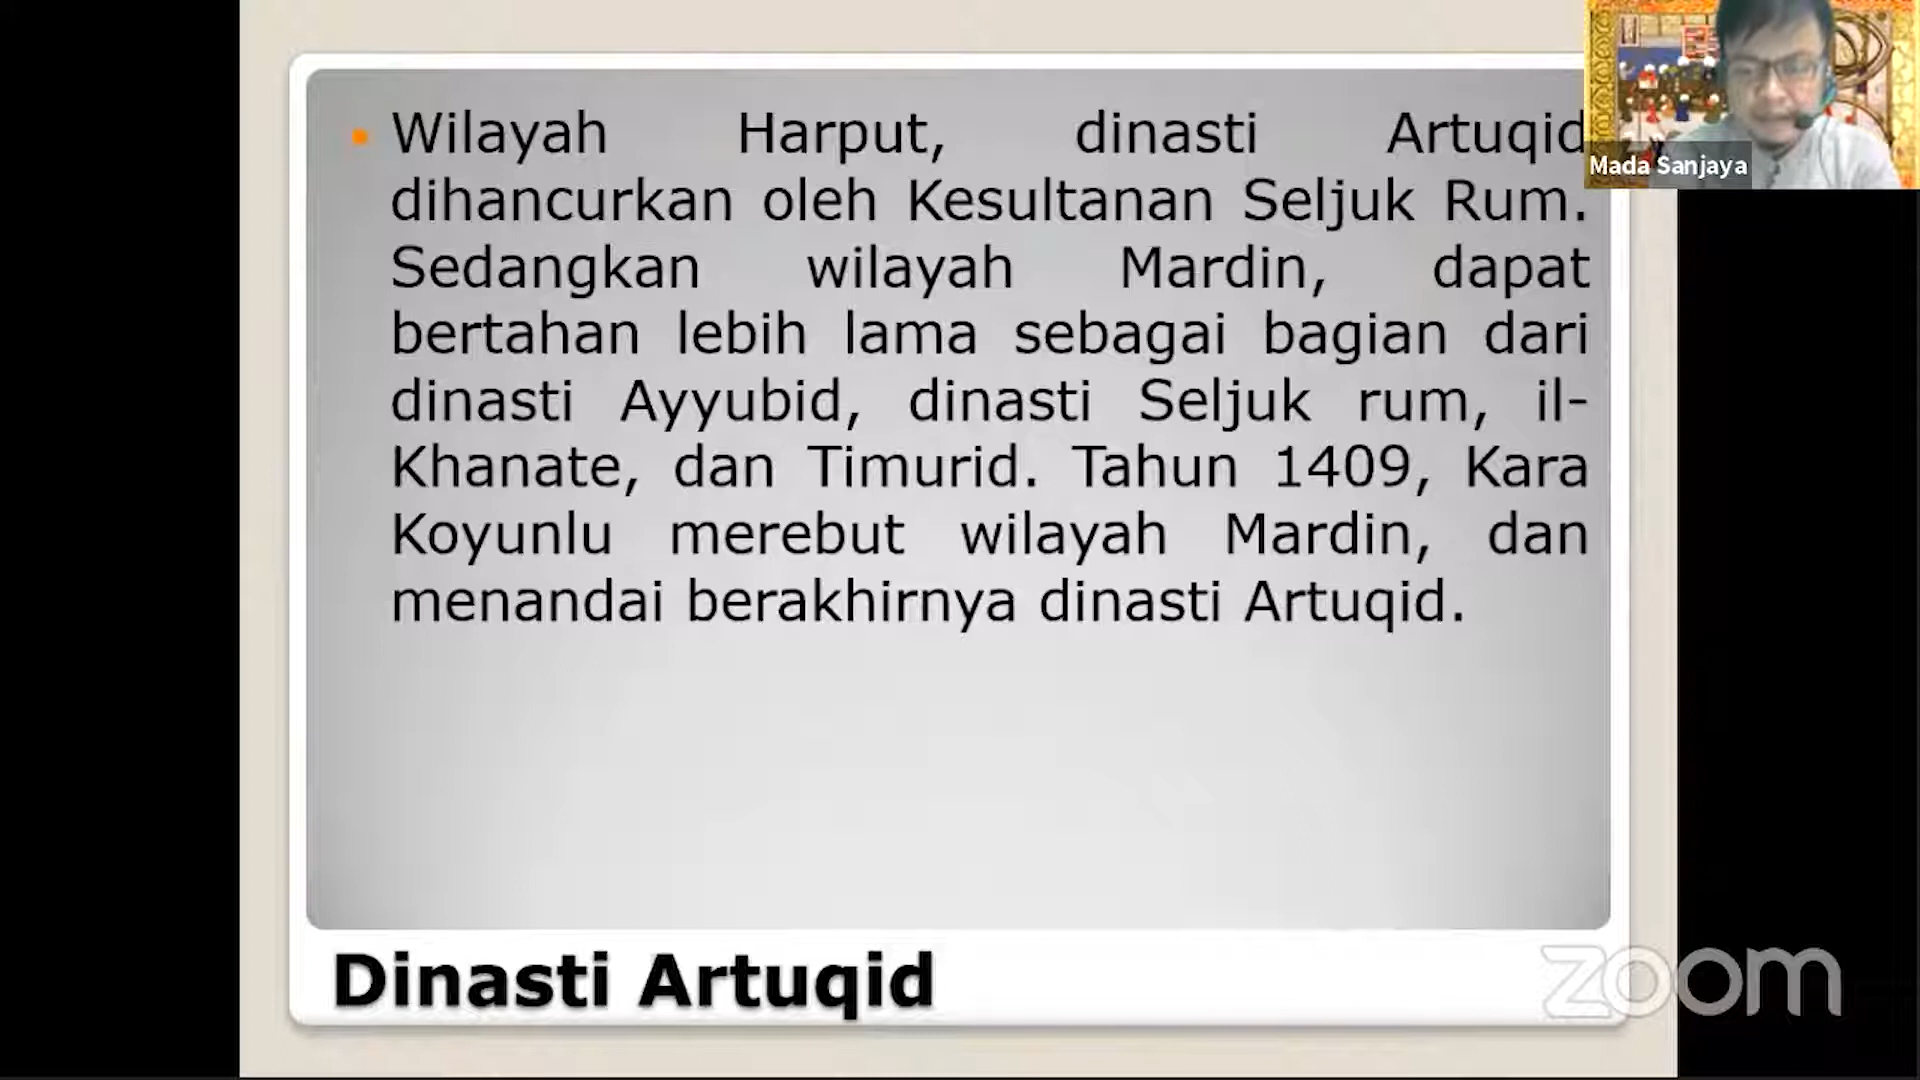 Wilayah Harput, dinasti Artuqid
dihancurkan oleh Kesultanan Seljuk Rum.
Sedangkan wilayah Mardin, dapat
bertahan lebih lama sebagai bagian dari
dinasti Ayyubid, dinasti Seljuk rum, il-
Khanate, dan Timurid. Tahun 1409, Kara
Koyunlu merebut wilayah Mardin, dan
menandai berakhirnya dinasti Artuqid.
Dinasti Artuqid
Mada Sanjaya
zoom